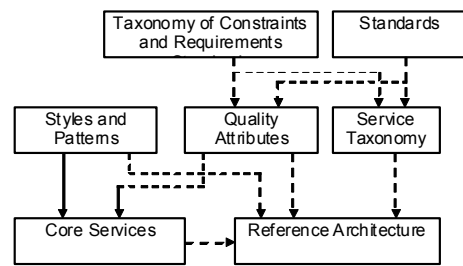 Taxonomy of Constraints
and Requirements
Standards
Styles and
Patterns
Quality
Attributes
Service
Taxonomy
Core Services
Reference Architecture